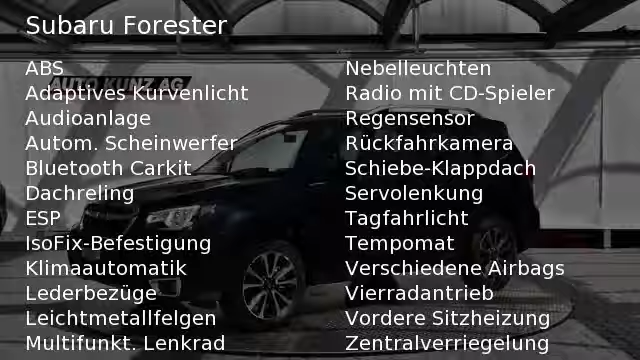 Subaru Forester
ABS
Adaptives Kurvenlicht
Audioanlage
Autom. Scheinwerfer
Bluetooth Carkit
Dachreling
ESP
IsoFix-Befestigung
Klimaautomatik
Lederbezüge
Leichtmetallfelgen
Multifunkt. Lenkrad
Nebelleuchten
Radio mit CD-Spieler
Regensensor
Rückfahrkamera
Schiebe-Klappdach
Servolenkung
Tagfahrlicht
Tempomat
Verschiedene Airbags
Vierradantrieb
Vordere Sitzheizung
Zentralverriegelung
AUTO KUNZ AG